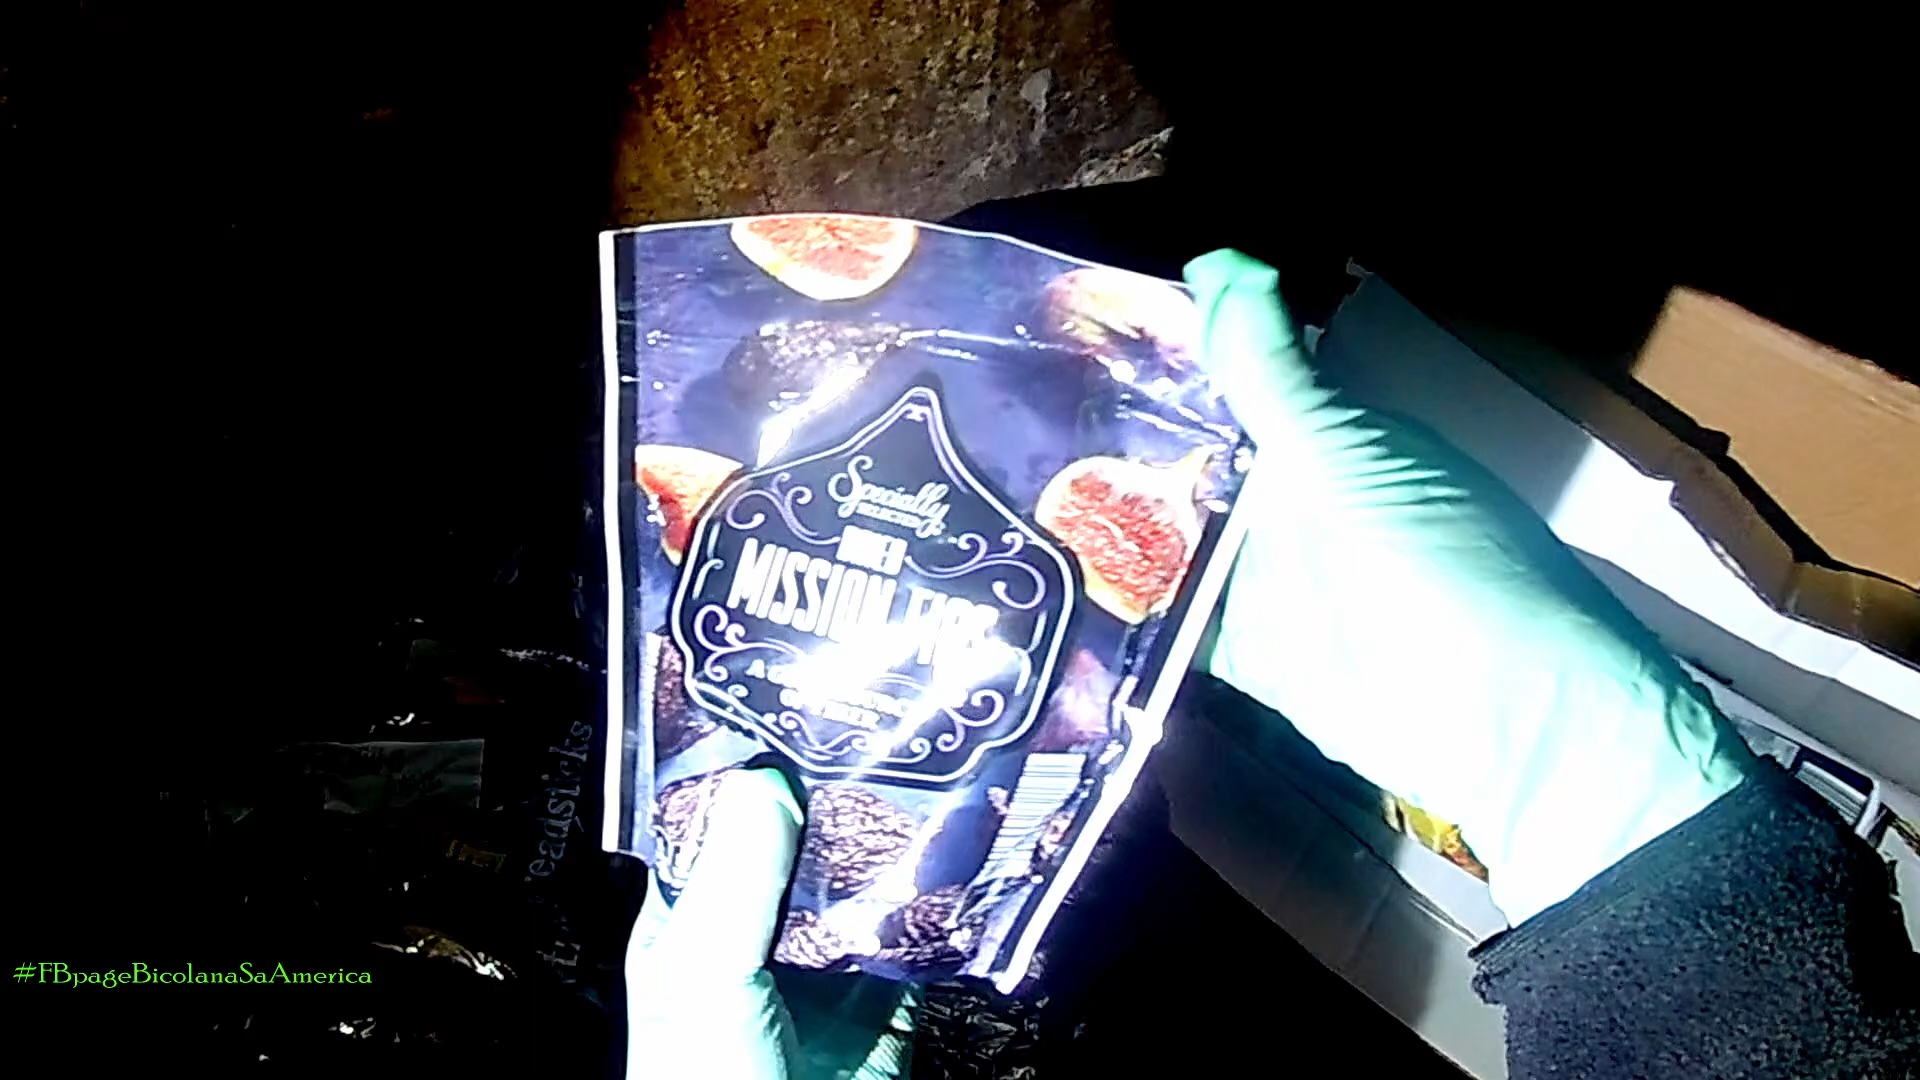 Specially
SELECTED
DRIED
MISSION FIGS
eadsticks
#FBpageBicolanaSaAmerica